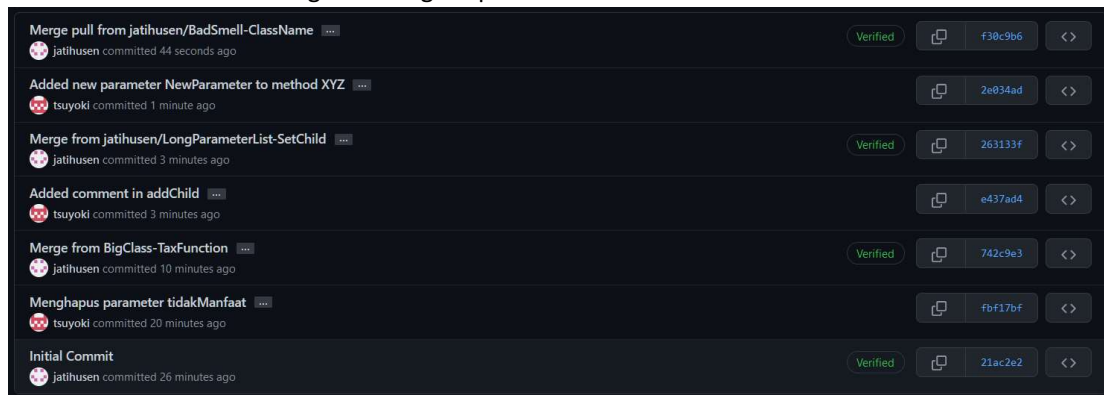 Merge pull from jatihusen/BadSmell-ClassName ...
jatihusen committed 44 seconds ago
Verified
f30c9b6
Added new parameter NewParameter to method XYZ ...
tsuyoki committed 1 minute ago
2e034ad
Merge from jatihusen/LongParameterList-SetChild ...
jatihusen committed 3 minutes ago
Verified
263133f
Added comment in addChild ...
tsuyoki committed 3 minutes ago
e437ad4
Merge from BigClass-TaxFunction ...
jatihusen committed 10 minutes ago
Verified
742c9e3
Menghapus parameter tidakManfaat ...
tsuyoki committed 20 minutes ago
fbf17bf
Initial Commit
jatihusen committed 26 minutes ago
Verified
21ac2e2